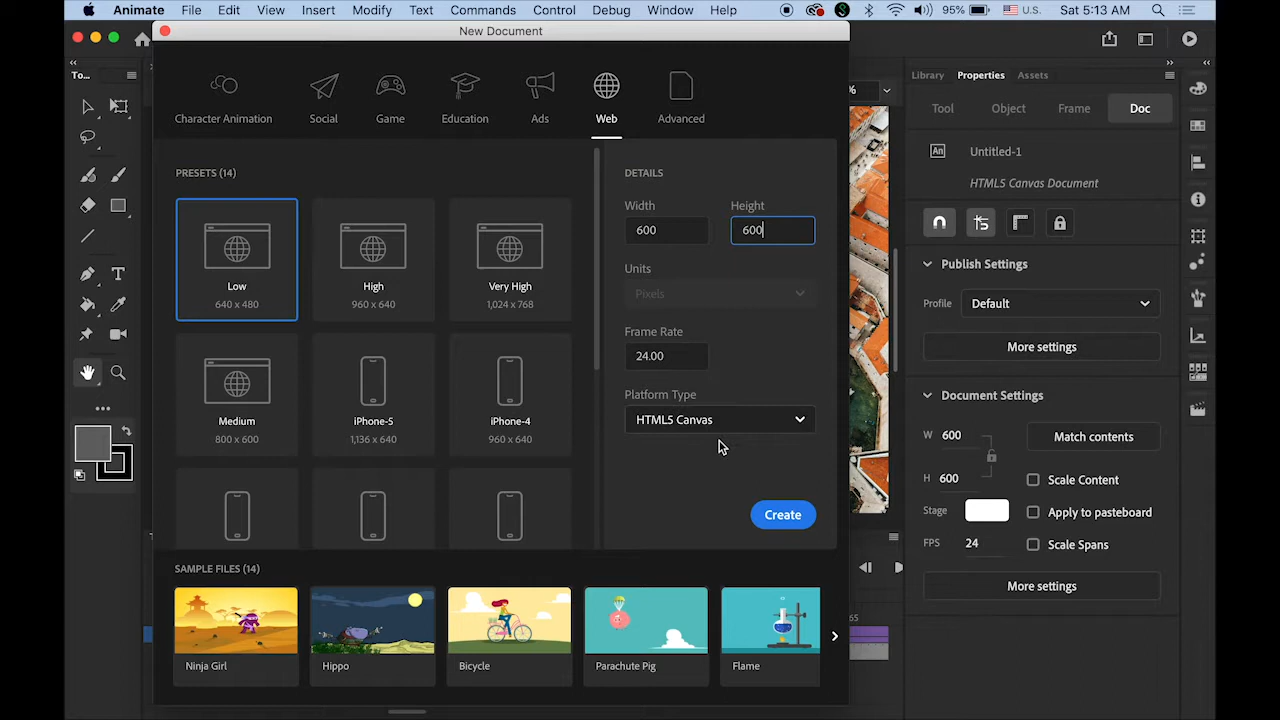 Animate File Edit View Insert Modify Text Commands Control Debug Window Help 95% U.S. Sat 5:13 AM
New Document
To...
%
Library Properties Assets
Character Animation Social Game Education Ads Web Advanced
Tool Object Frame Doc
An Untitled-1
HTML5 Canvas Document
PRESETS (14)
DETAILS
Width Height
600 600
Units
Pixels
Frame Rate
24.00
Platform Type
HTML5 Canvas
Create
Low High Very High
640 x 480 960 x 640 1,024 x 768
Medium iPhone-S iPhone-4
800 x 600 1,136 x 640 960 x 640
Publish Settings
Profile Default
More settings
Document Settings
W 600 Match contents
H 600 Scale Content
Stage Apply to pasteboard
FPS 24 Scale Spans
More settings
SAMPLE FILES (14)
Ninja Girl Hippo Bicycle Parachute Pig Flame